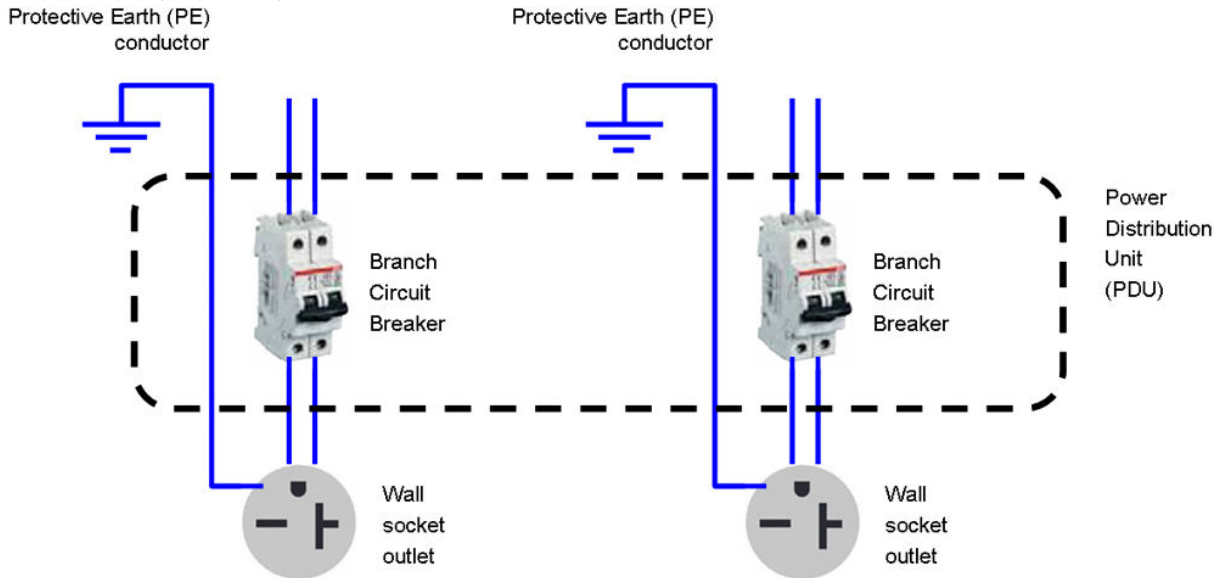 Protective Earth (PE)
conductor
Protective Earth (PE)
conductor
Power
Distribution
Unit
(PDU)
Branch
Circuit
Breaker
Branch
Circuit
Breaker
Wall
socket
outlet
Wall
socket
outlet